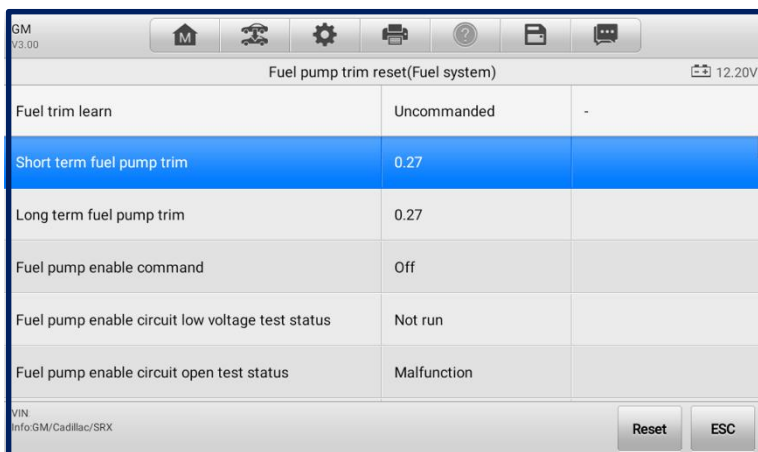 GM
V3.00
M
?
Fuel pump trim reset(Fuel system)
12.20V
Fuel trim learn Uncommanded -
Short term fuel pump trim 0.27
Long term fuel pump trim 0.27
Fuel pump enable command Off
Fuel pump enable circuit low voltage test status Not run
Fuel pump enable circuit open test status Malfunction
VIN
Info:GM/Cadillac/SRX
Reset ESC